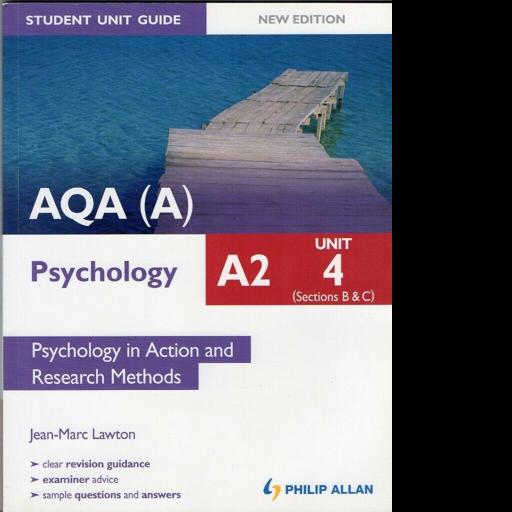 STUDENT UNIT GUIDE
NEW EDITION
AQA (A)
Psychology
A2
UNIT
4
(Sections B & C)
Psychology in Action and
Research Methods
Jean-Marc Lawton
➤ clear revision guidance
➤ examiner advice
➤ sample questions and answers
PHILIP ALLAN